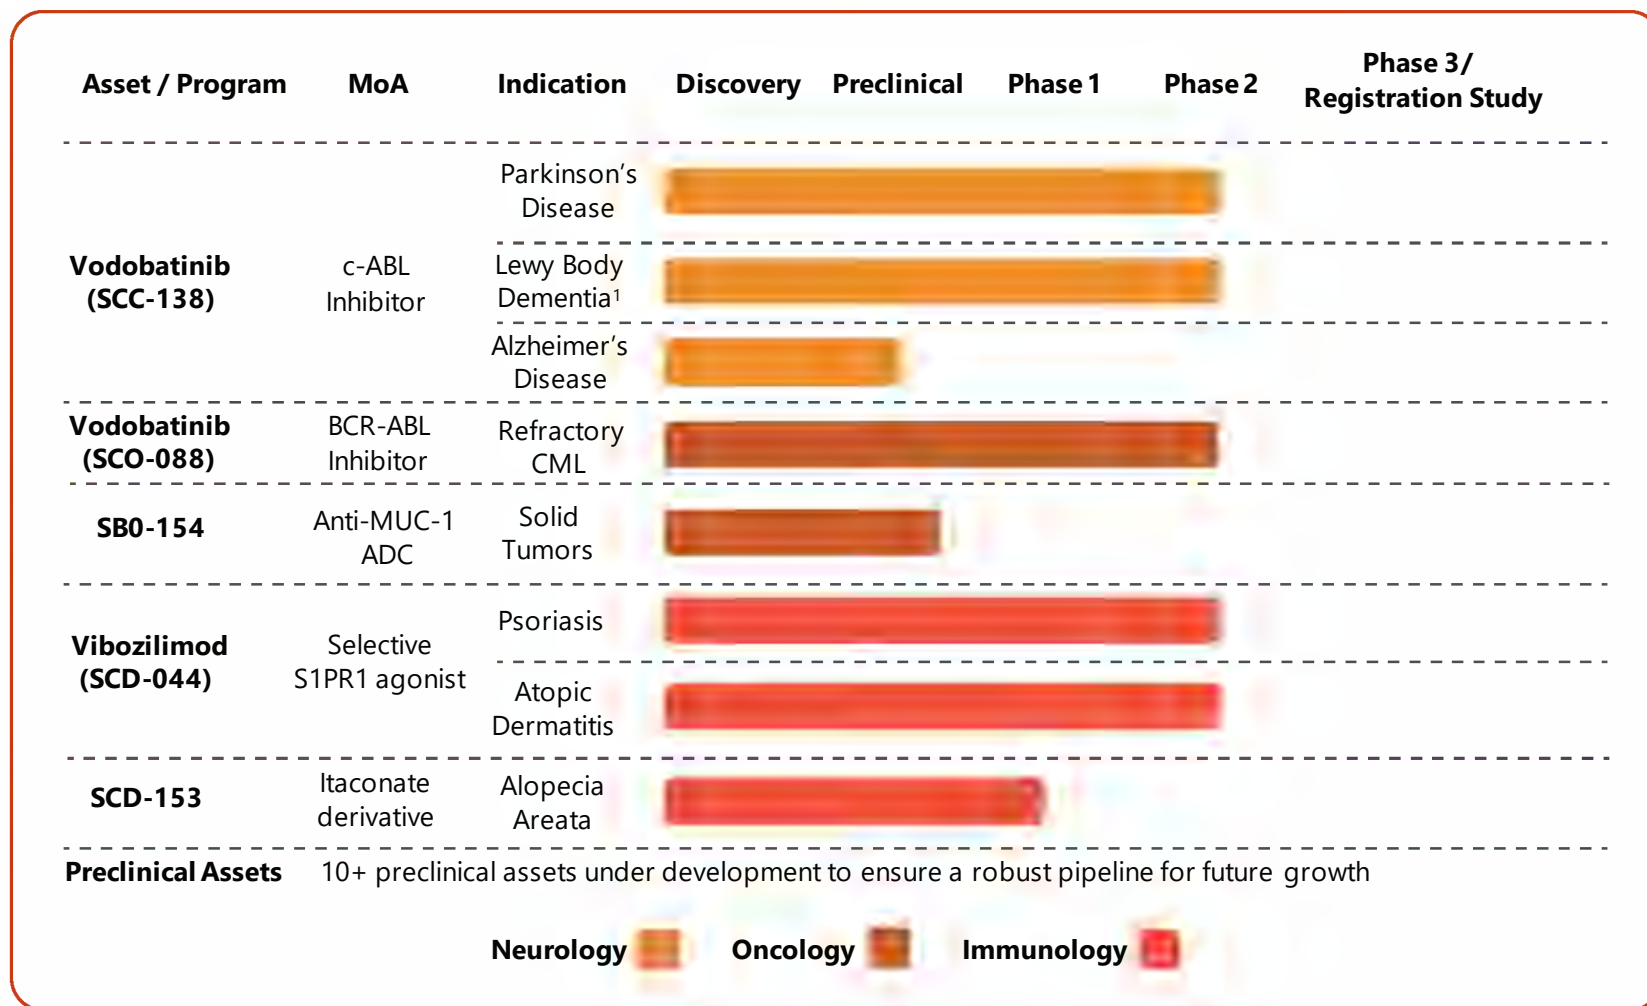 Asset / Program MoA Indication Discovery Preclinical Phase 1 Phase 2 Phase 3/
Registration Study
Parkinson's
Disease
Vodobatinib
(SCC-138)
c-ABL
Inhibitor
Lewy Body
Dementia¹
Alzheimer's
Disease
Vodobatinib
(SCO-088)
BCR-ABL
Inhibitor
Refractory
CML
SB0-154
Anti-MUC-1
ADC
Solid
Tumors
Vibozilimod
(SCD-044)
Selective
S1PR1 agonist
Psoriasis
Atopic
Dermatitis
SCD-153
Itaconate
derivative
Alopecia
Areata
Preclinical Assets 10+ preclinical assets under development to ensure a robust pipeline for future growth
Neurology Oncology Immunology